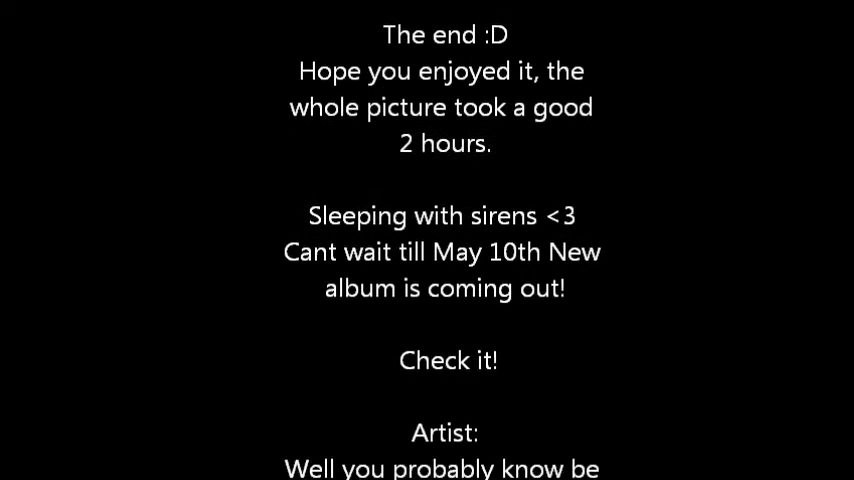 The end :D
Hope you enjoyed it, the
whole picture took a good
2 hours.
Sleeping with sirens <3
Cant wait till May 10th New
album is coming out!
Check it!
Artist:
Well you probably know be